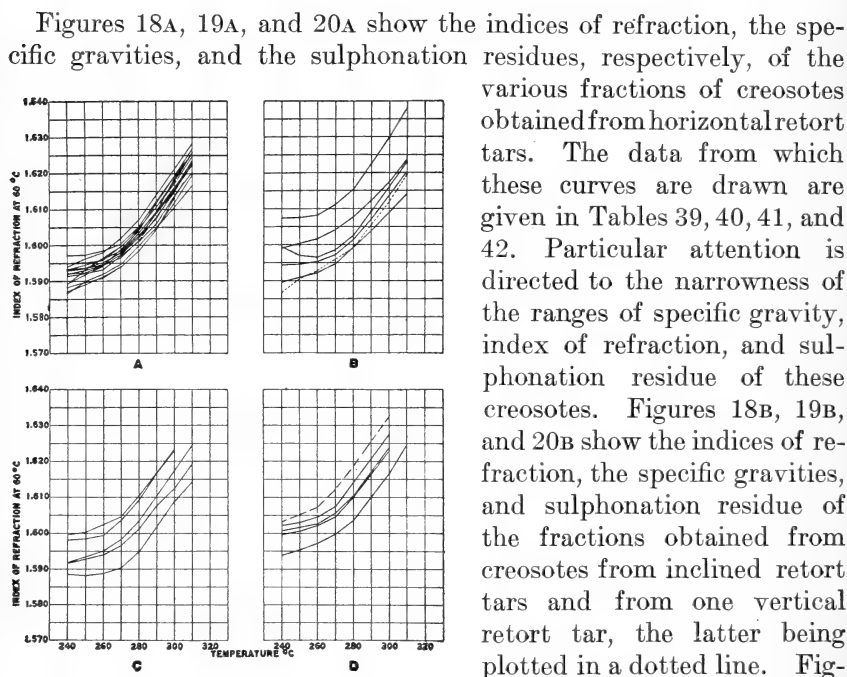 Figures 18A, 19A, and 20A show the indices of refraction, the spe-
cific gravities, and the sulphonation residues, respectively, of the
various fractions of creosotes
obtained from horizontal retort
tars. The data from which
these curves are drawn are
given in Tables 39, 40, 41, and
42. Particular attention is
directed to the narrowness of
the ranges of specific gravity,
index of refraction, and sul-
phonation residue of these
creosotes. Figures 18B, 19B,
and 20B show the indices of re-
fraction, the specific gravities,
and sulphonation residue of
the fractions obtained from
creosotes from inclined retort
tars and from one vertical
retort tar, the latter being
plotted in a dotted line. Fig-
INDEX OF REFRACTION AT 60°C
1.640
1.630
1.620
1.610
1.600
1.590
1.580
1.570
A
B
INDEX OF REFRACTION AT 60°C
1.640
1.630
1.620
1.610
1.600
1.590
1.580
1.570
240 260 280 300 320 240 260 280 300 320
TEMPERATURE °C
C
D